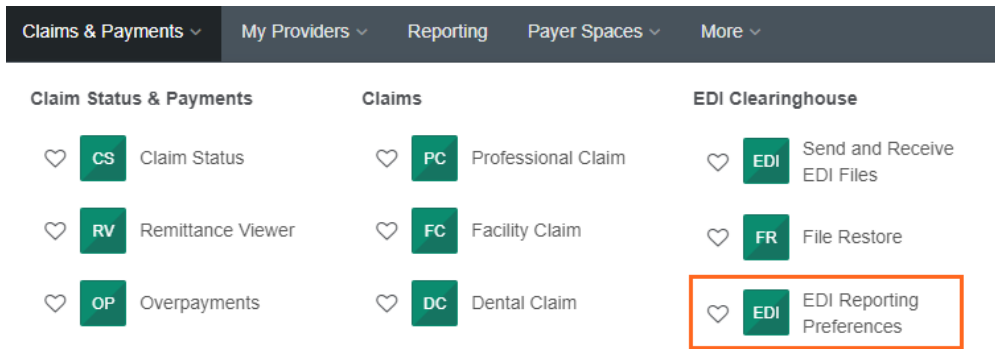 Claims & Payments My Providers Reporting Payer Spaces More
Claim Status & Payments
CS Claim Status
RV Remittance Viewer
OP Overpayments
Claims
PC Professional Claim
FC Facility Claim
DC Dental Claim
EDI Clearinghouse
EDI Send and Receive
EDI Files
FR File Restore
EDI EDI Reporting
Preferences